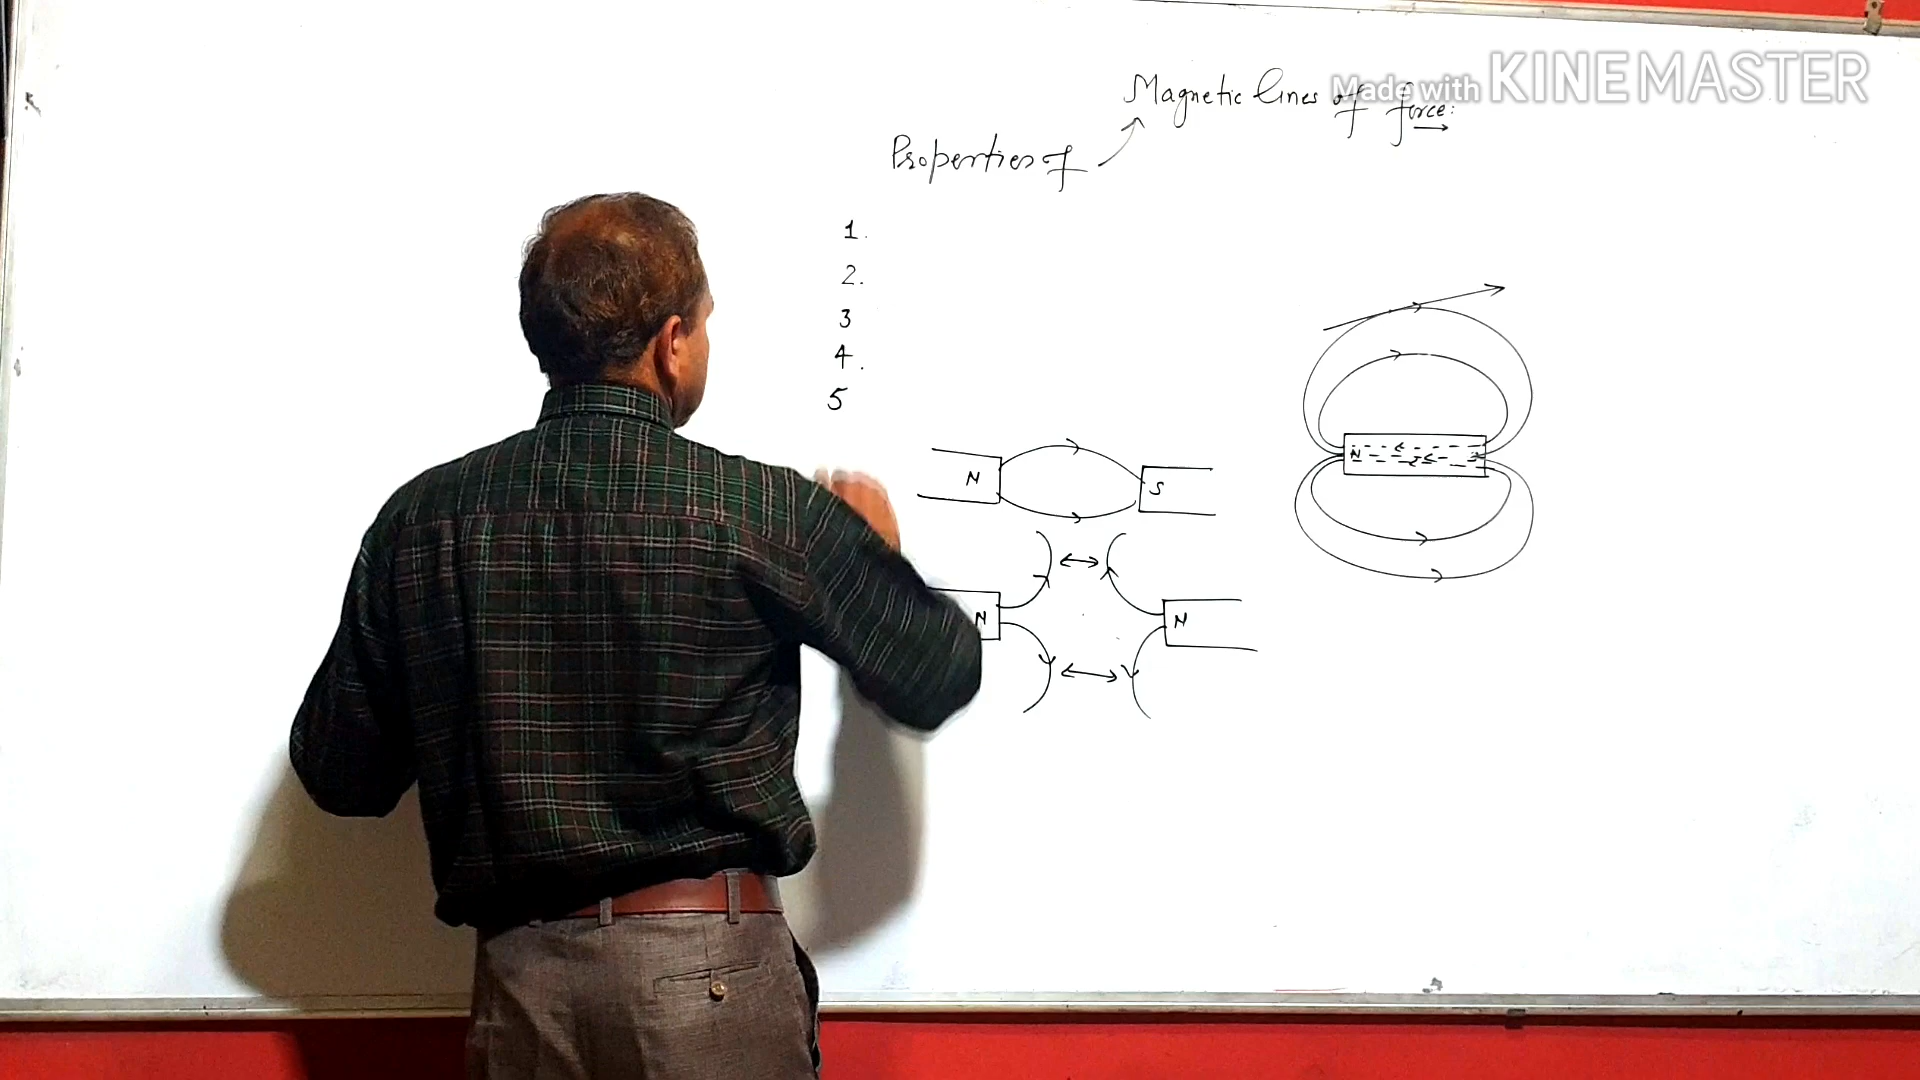 Made with KINEMASTER
Magnetic lines of force:
Properties of
1.
2.
3
4.
5
N
S
N
N
N